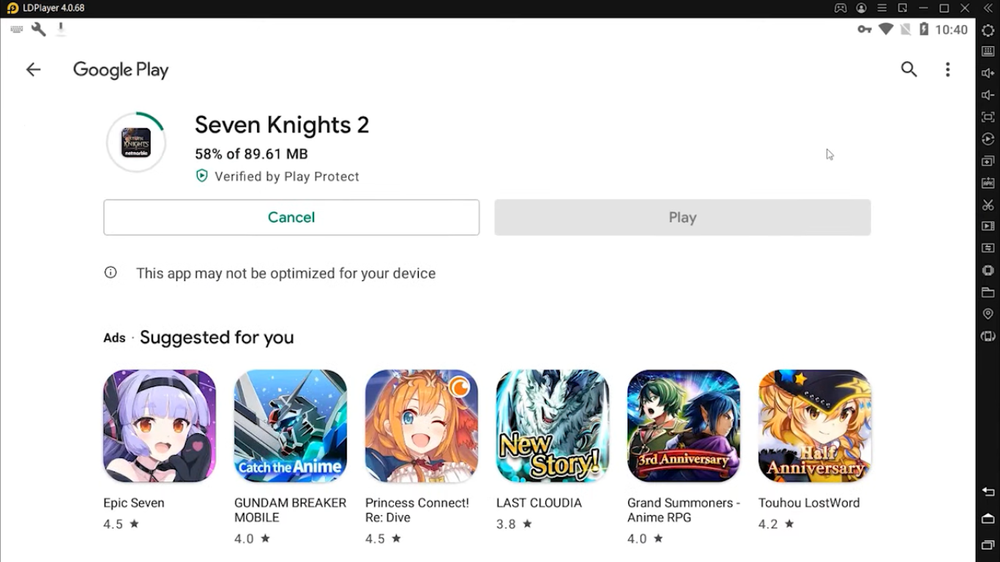 LDPlayer 4.0.68
10:40
Google Play
Seven Knights 2
58% of 89.61 MB
Verified by Play Protect
KNIGHTS
netmarble
Cancel
Play
This app may not be optimized for your device
Ads · Suggested for you
Catch the Anime
New
Story!
3rd Anniversary
Half
Anniversary
Epic Seven
GUNDAM BREAKER
MOBILE
Princess Connect!
Re: Dive
LAST CLOUDIA
Grand Summoners -
Anime RPG
Touhou LostWord
4.5 ★
4.0 ★
4.5 ★
3.8 ★
4.0 ★
4.2 ★
APK